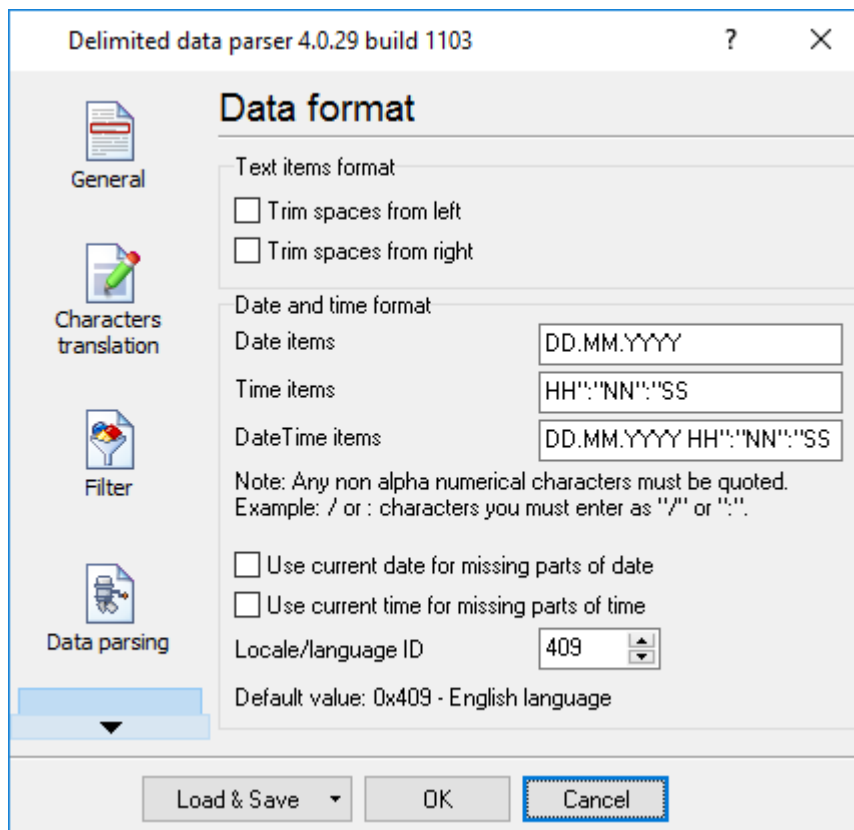 Delimited data parser 4.0.29 build 1103
?
General
Characters
translation
Filter
Data parsing
Data format
Text items format
Trim spaces from left
Trim spaces from right
Date and time format
Date items
DD.MM.YYYY
Time items
HH":"NN":"SS
DateTime items
DD.MM.YYYY HH":"NN":"SS
Note: Any non alpha numerical characters must be quoted.
Example: / or : characters you must enter as "/" or ":".
Use current date for missing parts of date
Use current time for missing parts of time
Locale/language ID
409
Default value: 0x409 - English language
Load & Save
OK
Cancel